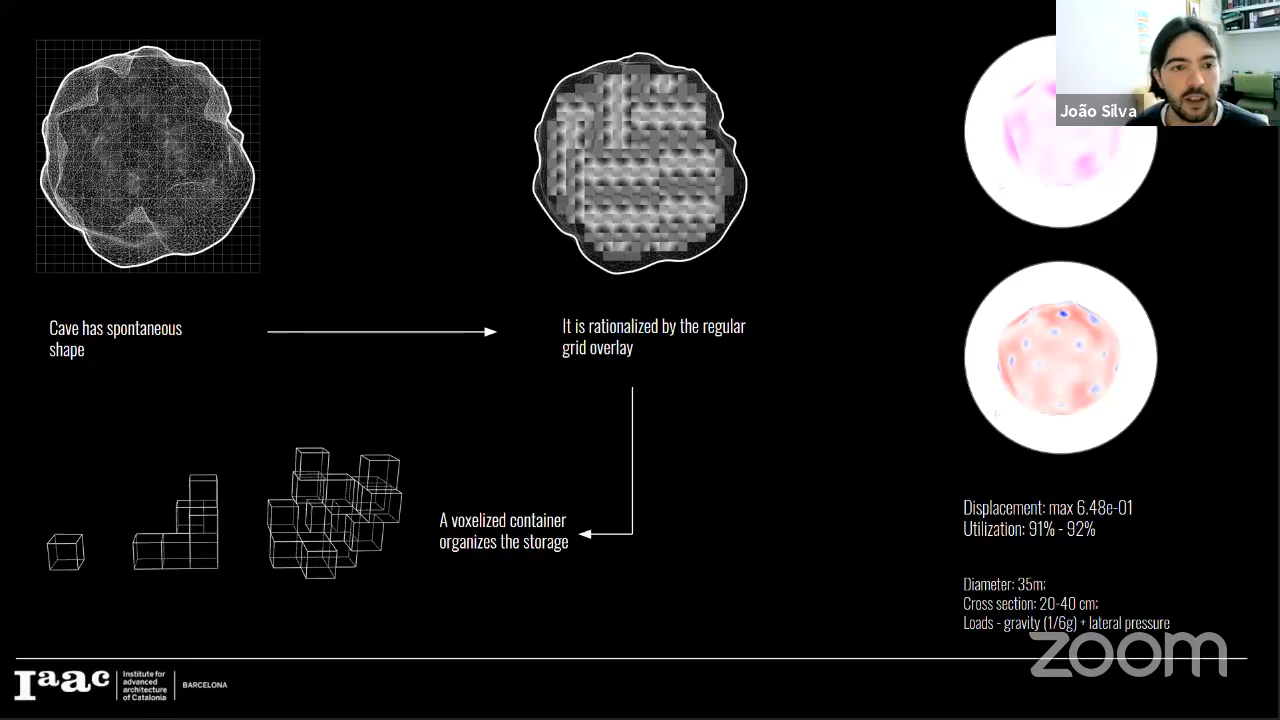 João Silva
Cave has spontaneous
shape
It is rationalized by the regular
grid overlay
A voxelized container
organizes the storage
Displacement: max 6.48e-01
Utilization: 91% - 92%
Diameter: 35m;
Cross section: 20-40 cm;
Loads - gravity (1/6g) + lateral pressure
zoom
Iaac
Institute for
advanced
architecture
of Catalonia
BARCELONA